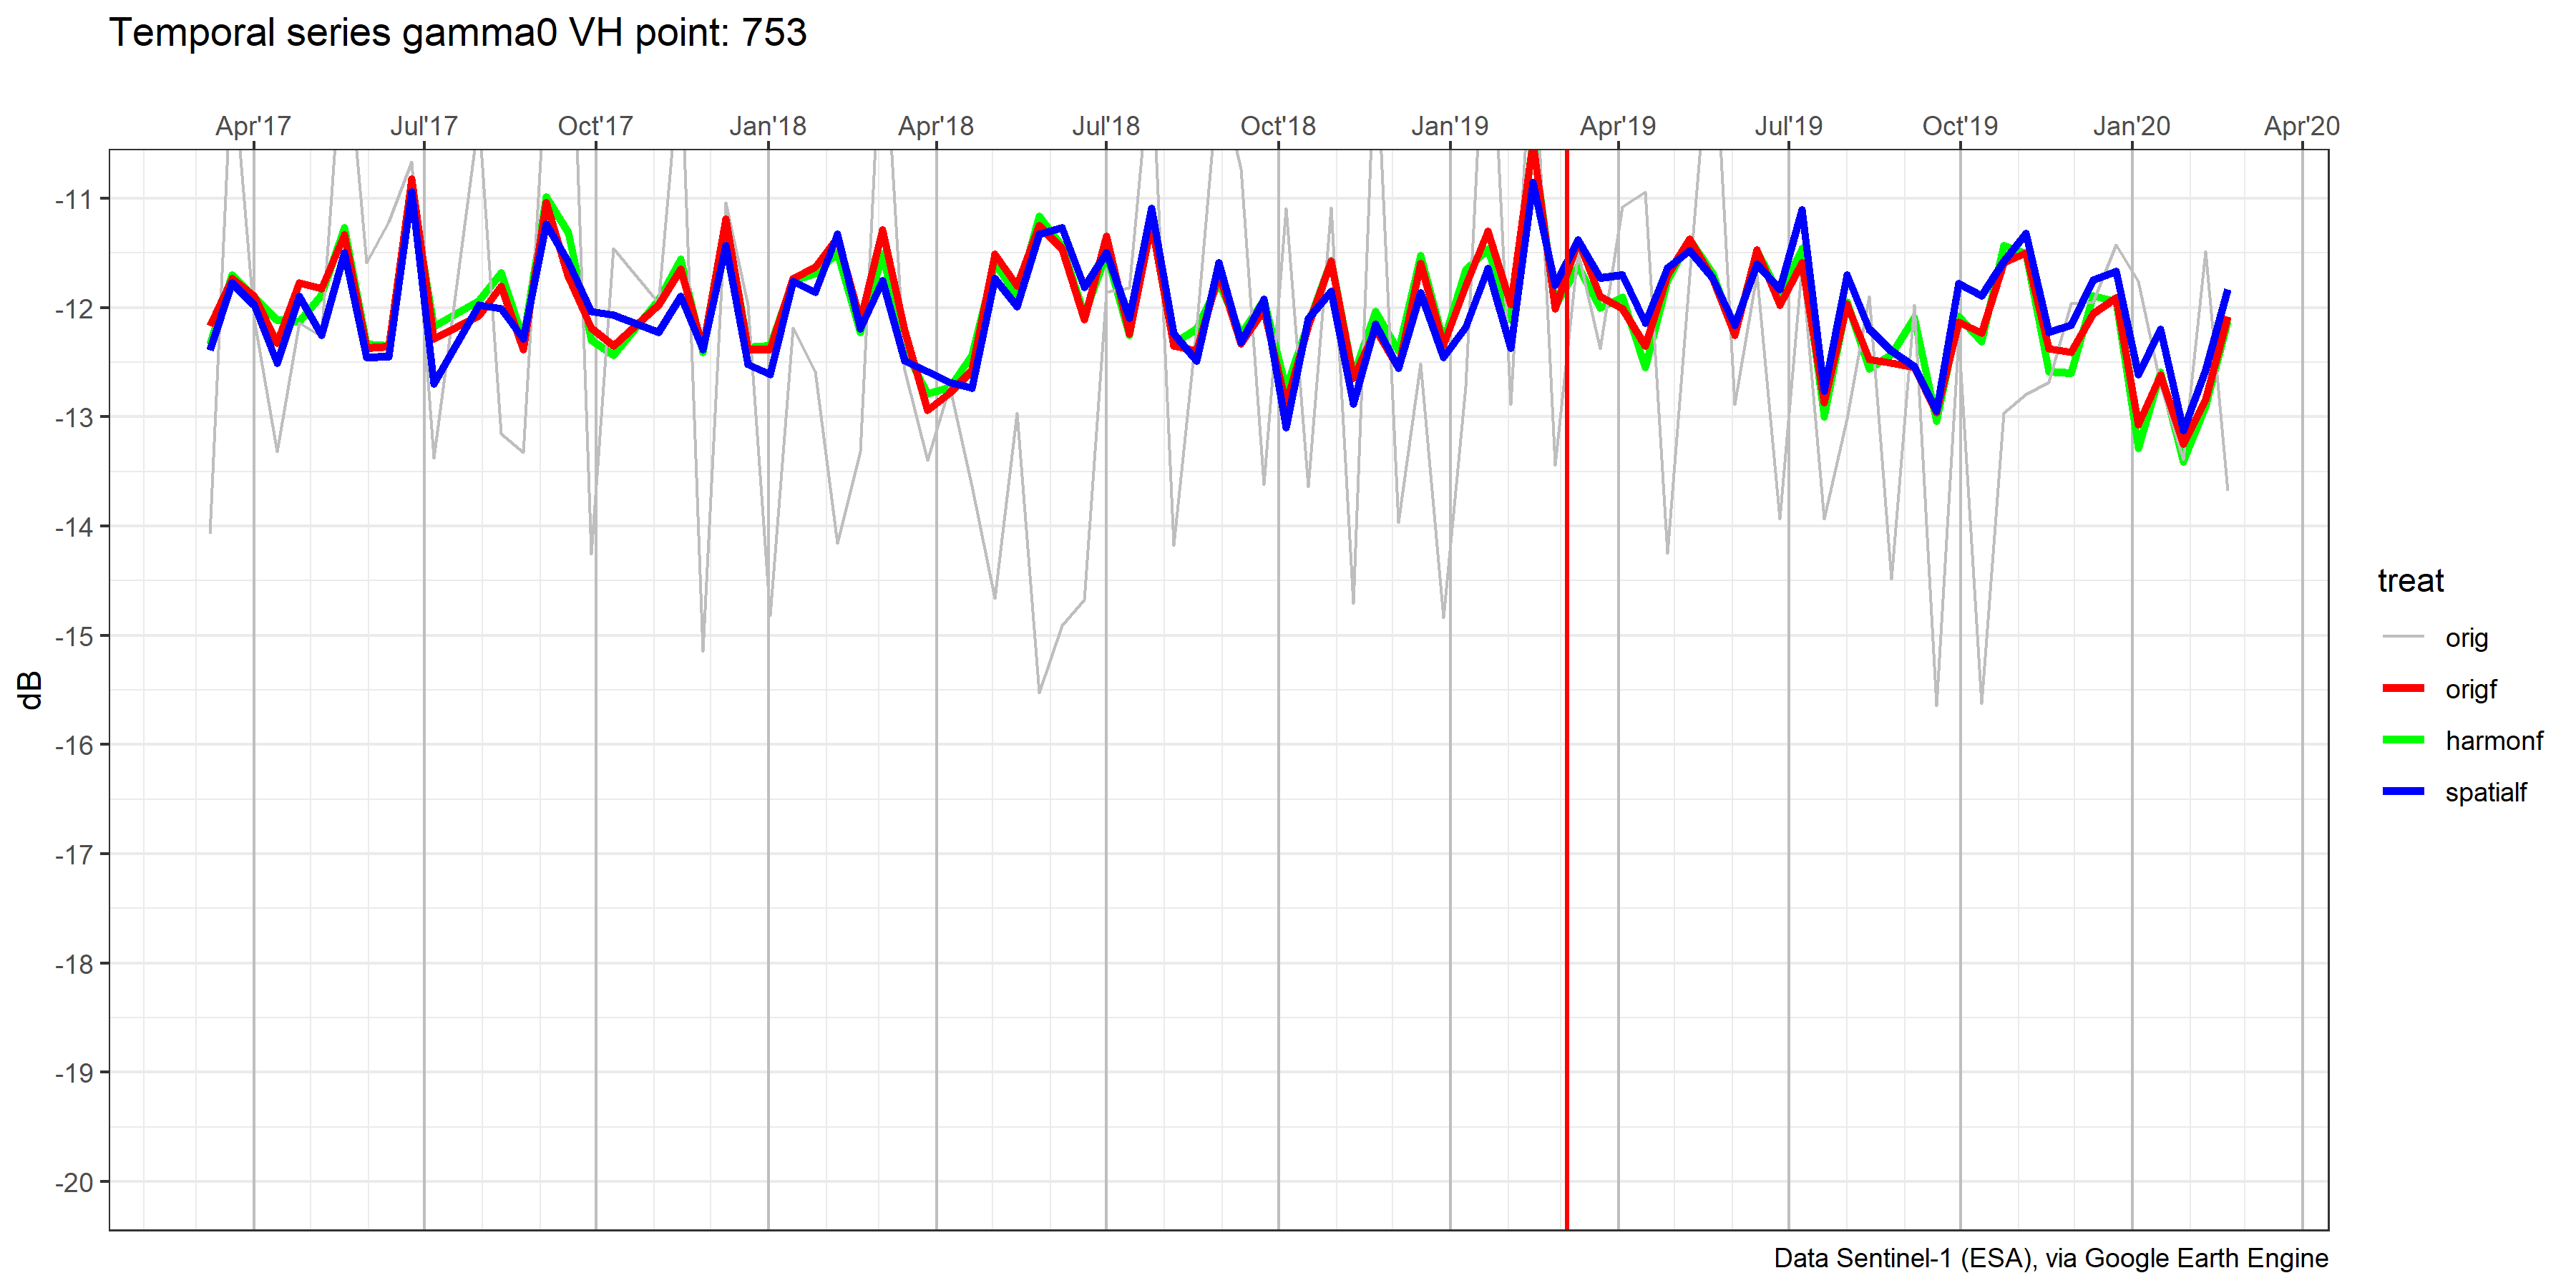 Temporal series gamma0 VH point: 753
Apr'17 Jul'17 Oct'17 Jan'18 Apr'18 Jul'18 Oct'18 Jan'19 Apr'19 Jul'19 Oct'19 Jan'20 Apr'20
-11
-12
-13
-14
-15
-16
-17
-18
-19
-20
dB
treat
orig
origf
harmonf
spatialf
Data Sentinel-1 (ESA), via Google Earth Engine